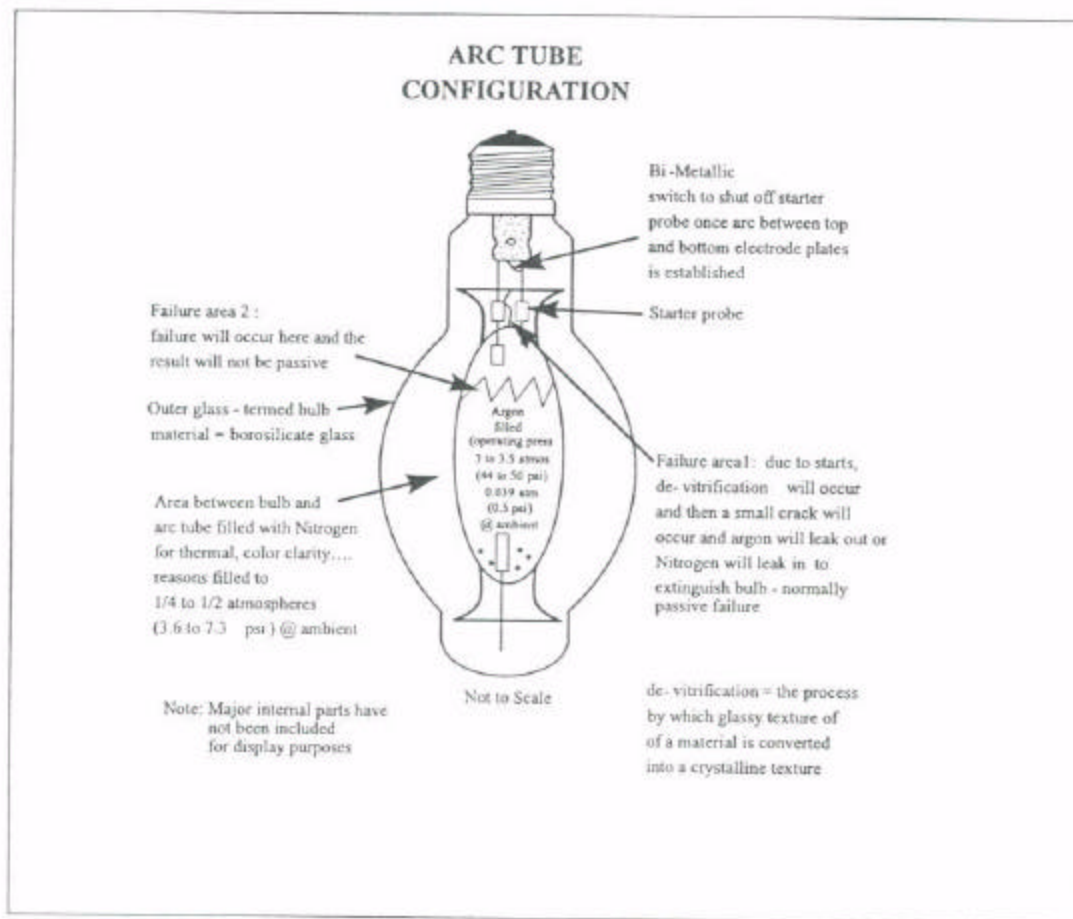 ARC TUBE
CONFIGURATION
Bi -Metallic
switch to shut off starter
probe once arc between top
and bottom electrode plates
is established
Starter probe
Failure area 2 :
failure will occur here and the
result will not be passive
Outer glass - termed bulb
material = borosilicate glass
Argon
filled
(operating press
3 to 3.5 atmos
(44 to 50 psi)
0.039 atm
(0.5 psi)
@ ambient
Area between bulb and
arc tube filled with Nitrogen
for thermal, color clarity....
reasons filled to
1/4 to 1/2 atmospheres
(3.6 to 7.3 psi ) @ ambient
Failure area1 : due to starts,
de- vitrification will occur
and then a small crack will
occur and argon will leak out or
Nitrogen will leak in to
extinguish bulb - normally
passive failure
Not to Scale
Note: Major internal parts have
not been included
for display purposes
de- vitrification = the process
by which glassy texture of
of a material is converted
into a crystalline texture